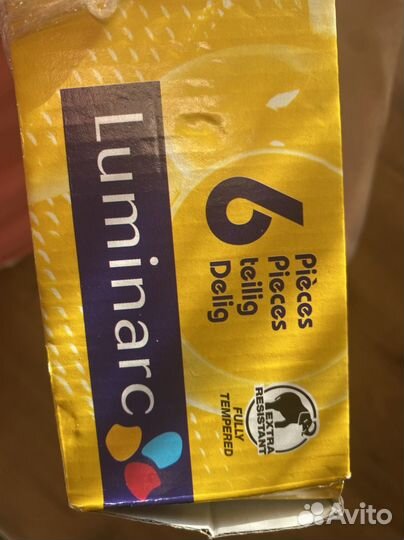 Luminarc
6
Pièces
Pieces
teilig
Delig
EXTRA
RESISTANT
FULLY
TEMPERED
Avito